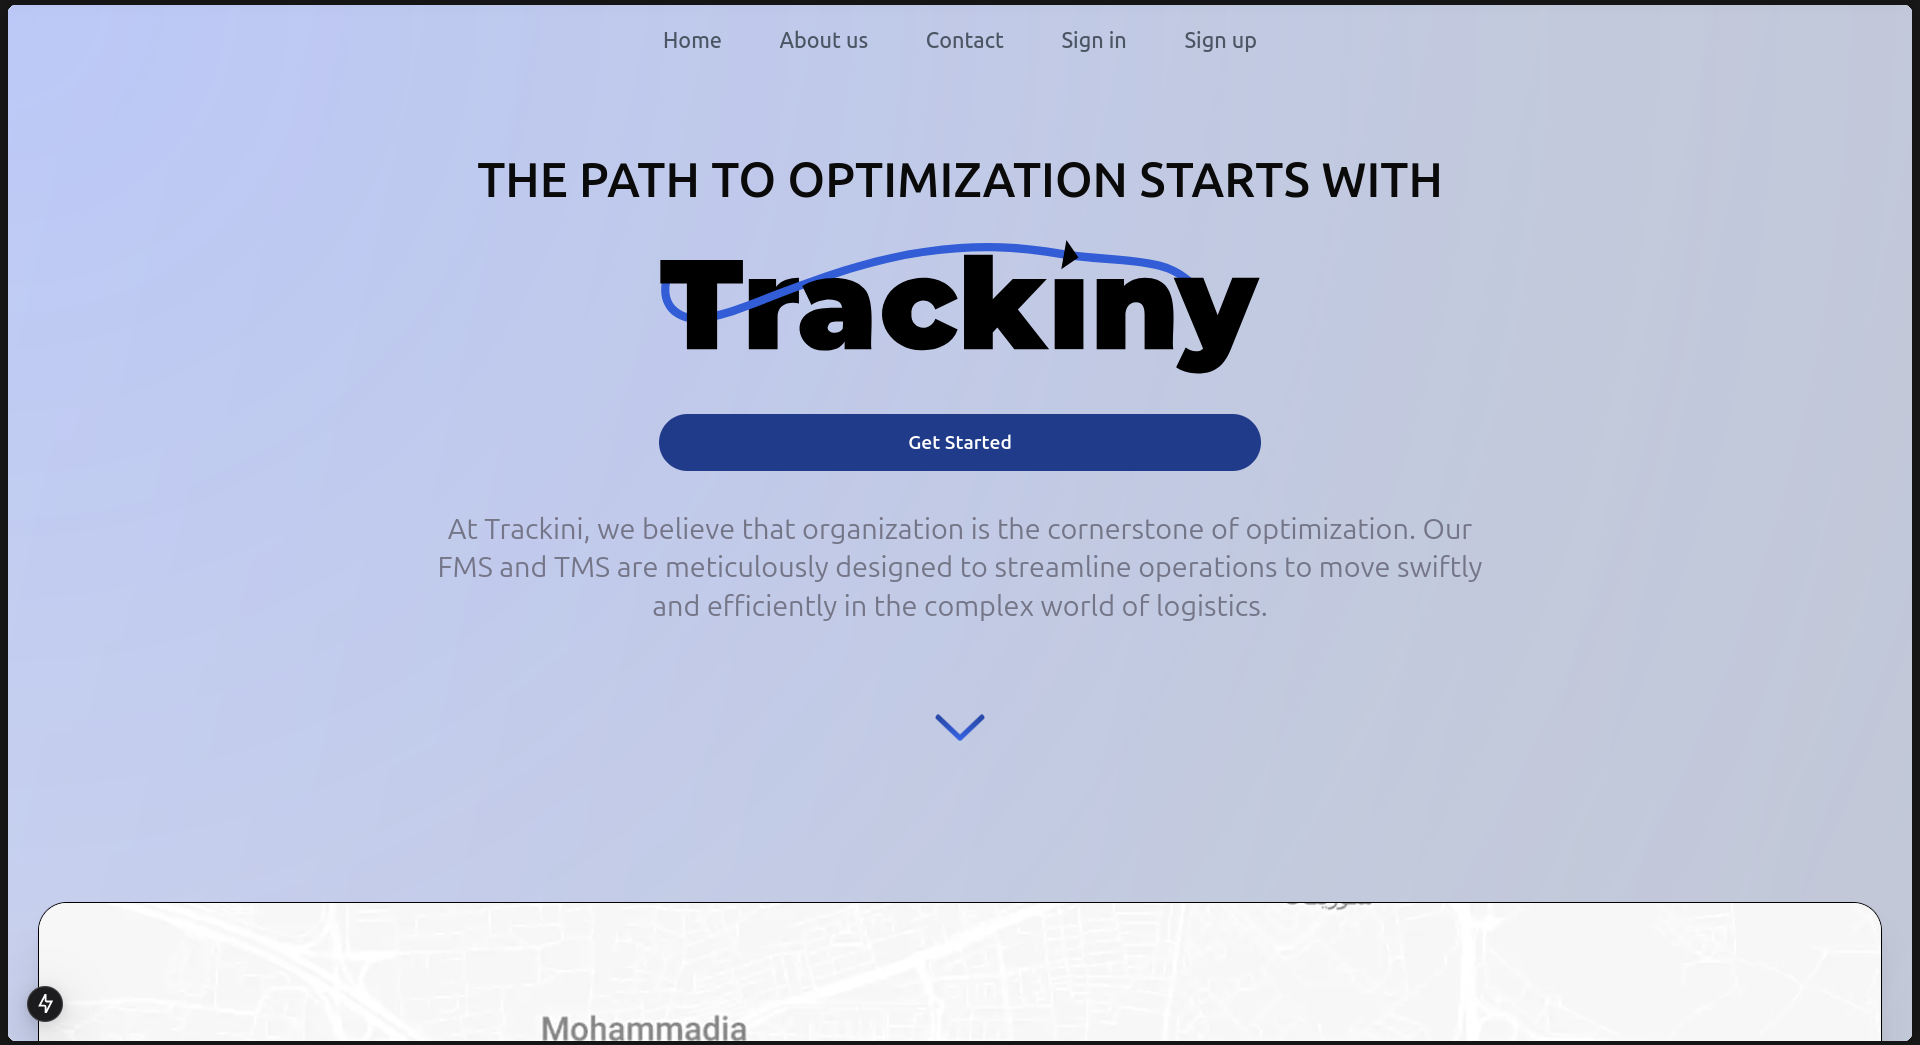 Home About us Contact Sign in Sign up
THE PATH TO OPTIMIZATION STARTS WITH
Trackiny
Get Started
At Trackini, we believe that organization is the cornerstone of optimization. Our
FMS and TMS are meticulously designed to streamline operations to move swiftly
and efficiently in the complex world of logistics.
Mohammadia